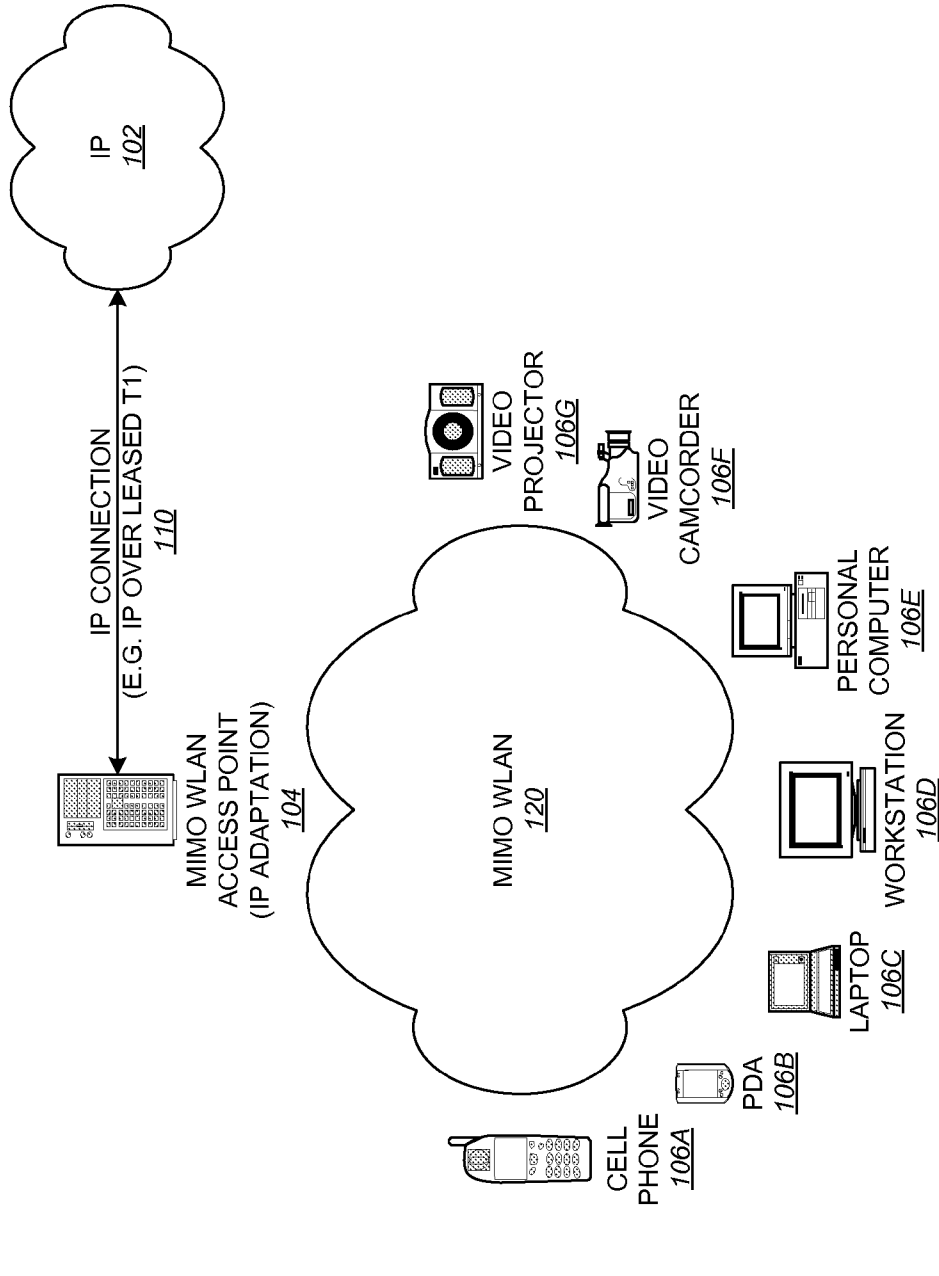 IP
102
IP CONNECTION
(E.G. IP OVER LEASED T1)
110
MIMO WLAN
ACCESS POINT
(IP ADAPTATION)
104
MIMO WLAN
120
CELL
PHONE
106A
PDA
106B
LAPTOP
106C
WORKSTATION
106D
PERSONAL
COMPUTER
106E
VIDEO
CAMCORDER
106F
VIDEO
PROJECTOR
106G